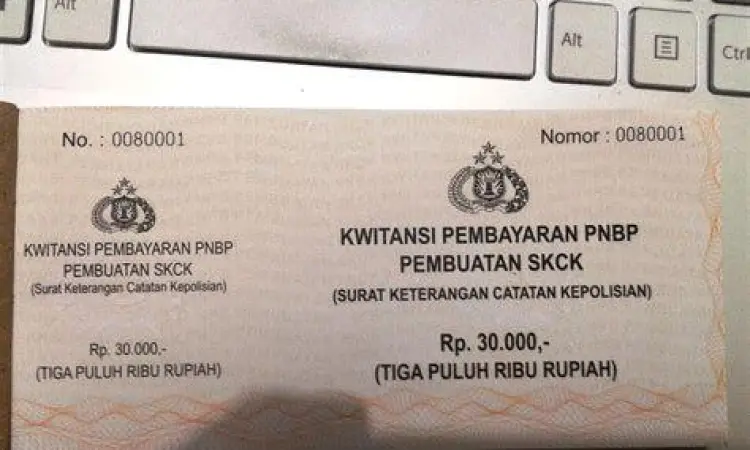 Alt
Alt
Ctrl
No. : 0080001
KWITANSI PEMBAYARAN PNBP
PEMBUATAN SKCK
(Surat Keterangan Catatan Kepolisian)
Rp. 30.000,-
(TIGA PULUH RIBU RUPIAH)
Nomor : 0080001
KWITANSI PEMBAYARAN PNBP
PEMBUATAN SKCK
(SURAT KETERANGAN CATATAN KEPOLISIAN)
Rp. 30.000,-
(TIGA PULUH RIBU RUPIAH)